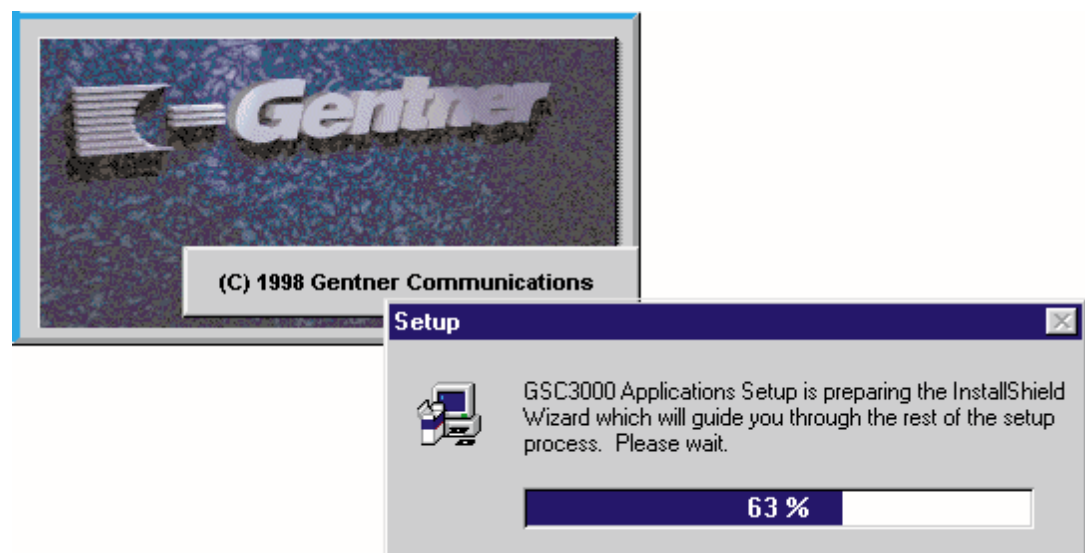 Gentner
(C) 1998 Gentner Communications
Setup
GSC3000 Applications Setup is preparing the InstallShield
Wizard which will guide you through the rest of the setup
process. Please wait.
63 %